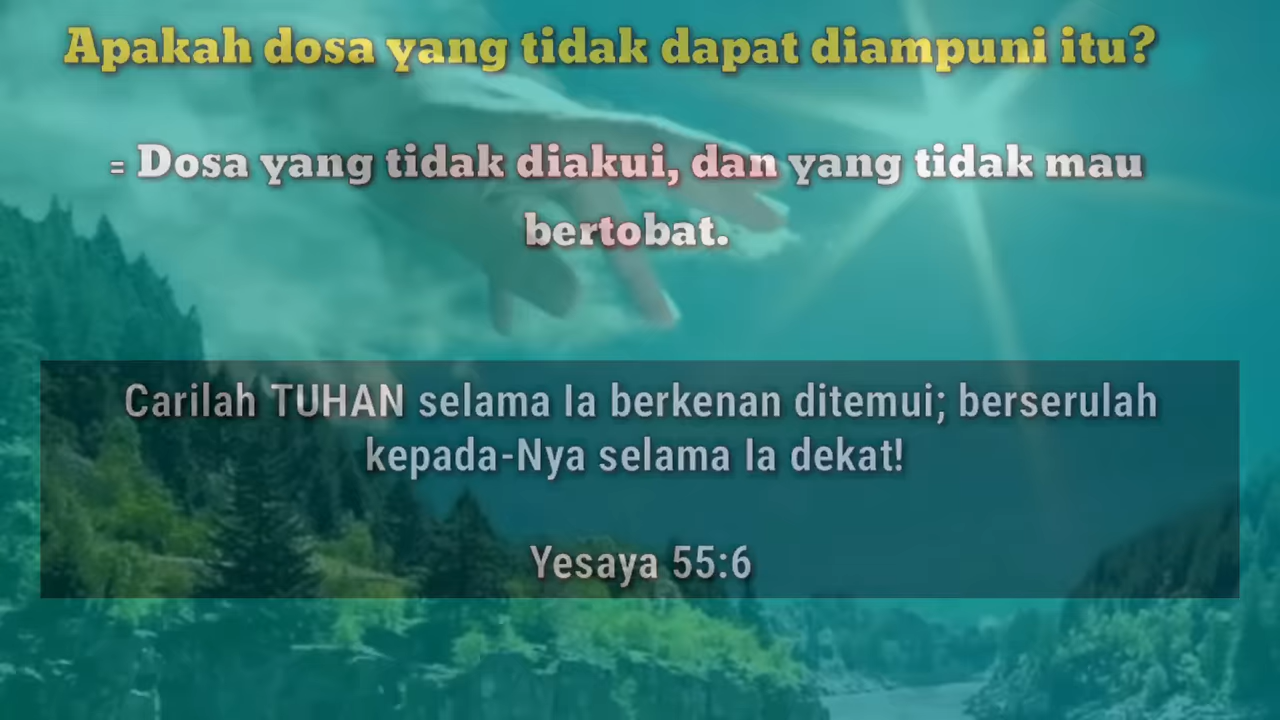 Apakah dosa yang tidak dapat diampuni itu?
= Dosa yang tidak diakui, dan yang tidak mau
bertobat.
Carilah TUHAN selama Ia berkenan ditemui; berserulah
kepada-Nya selama Ia dekat!
Yesaya 55:6